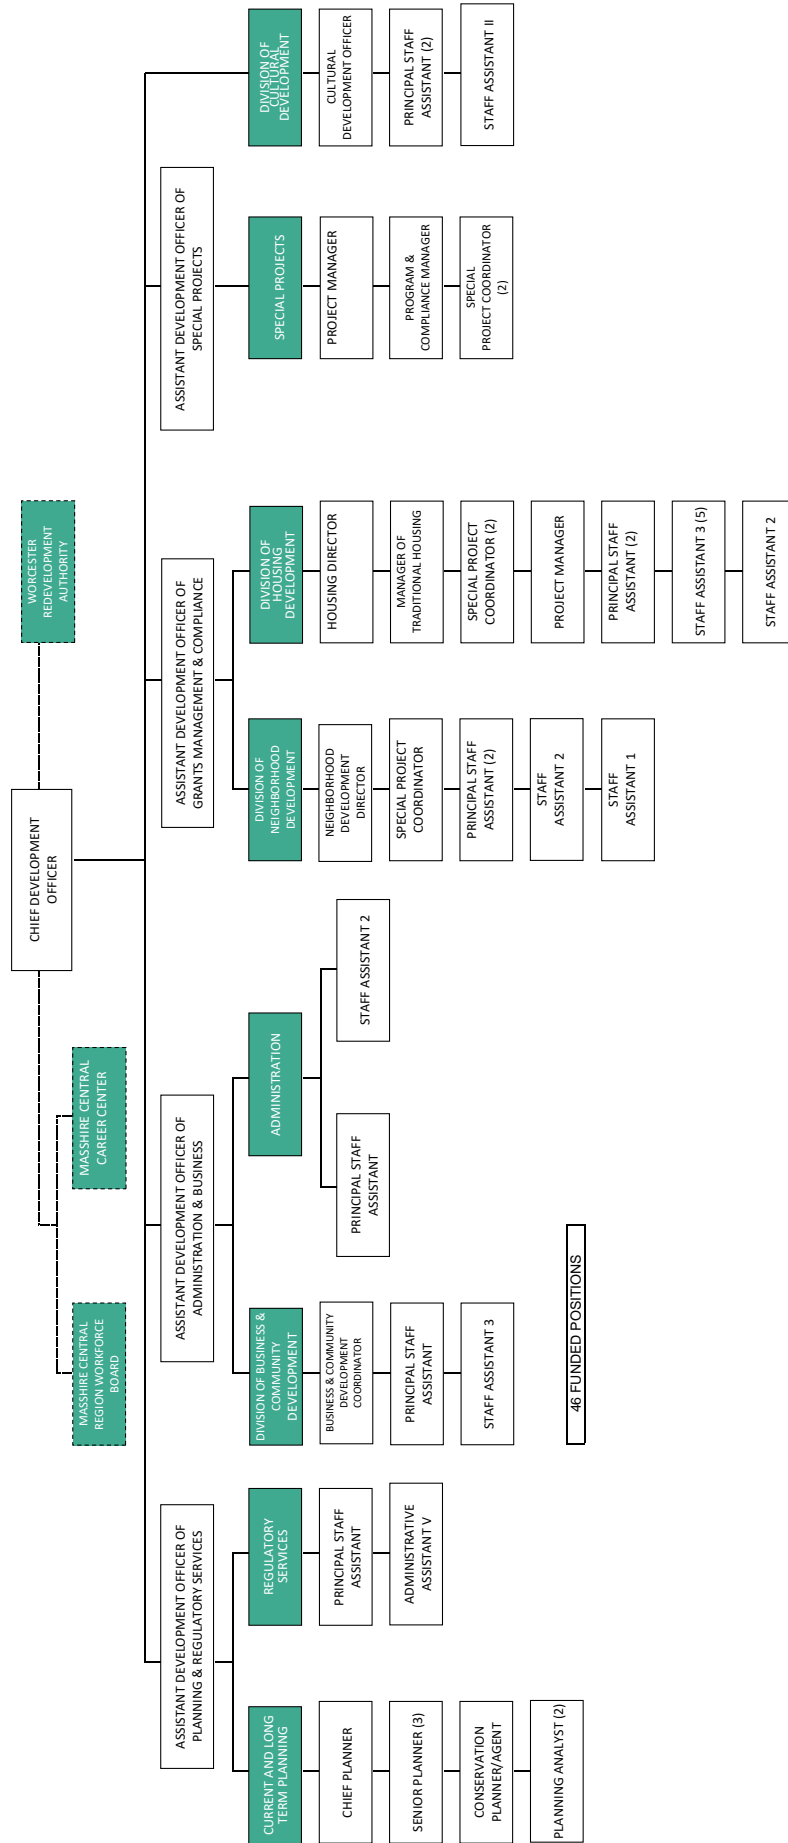 CHIEF DEVELOPMENT
OFFICER
WORCESTER
REDEVELOPMENT
AUTHORITY
MASSHIRE CENTRAL
REGION WORKFORCE
BOARD
MASSHIRE CENTRAL
CAREER CENTER
ASSISTANT DEVELOPMENT OFFICER OF
PLANNING & REGULATORY SERVICES
ASSISTANT DEVELOPMENT OFFICER OF
ADMINISTRATION & BUSINESS
ASSISTANT DEVELOPMENT OFFICER OF
GRANTS MANAGEMENT & COMPLIANCE
ASSISTANT DEVELOPMENT OFFICER OF
SPECIAL PROJECTS
CURRENT AND LONG
TERM PLANNING
CHIEF PLANNER
SENIOR PLANNER (3)
CONSERVATION
PLANNER/AGENT
PLANNING ANALYST (2)
REGULATORY
SERVICES
PRINCIPAL STAFF
ASSISTANT
ADMINISTRATIVE
ASSISTANT V
DIVISION OF BUSINESS &
COMMUNITY
DEVELOPMENT
BUSINESS & COMMUNITY
DEVELOPMENT
COORDINATOR
PRINCIPAL STAFF
ASSISTANT
STAFF ASSISTANT 3
ADMINISTRATION
PRINCIPAL STAFF
ASSISTANT
STAFF ASSISTANT 2
DIVISION OF
NEIGHBORHOOD
DEVELOPMENT
NEIGHBORHOOD
DEVELOPMENT
DIRECTOR
SPECIAL PROJECT
COORDINATOR
PRINCIPAL STAFF
ASSISTANT (2)
STAFF
ASSISTANT 2
STAFF
ASSISTANT 1
DIVISION OF
HOUSING
DEVELOPMENT
HOUSING DIRECTOR
MANAGER OF
TRADITIONAL HOUSING
SPECIAL PROJECT
COORDINATOR (2)
PROJECT MANAGER
PRINCIPAL STAFF
ASSISTANT (2)
STAFF ASSISTANT 3 (5)
STAFF ASSISTANT 2
SPECIAL PROJECTS
PROJECT MANAGER
PROGRAM &
COMPLIANCE MANAGER
SPECIAL
PROJECT COORDINATOR
(2)
DIVISION OF
CULTURAL
DEVELOPMENT
CULTURAL
DEVELOPMENT OFFICER
PRINCIPAL STAFF
ASSISTANT (2)
STAFF ASSISTANT II
46 FUNDED POSITIONS